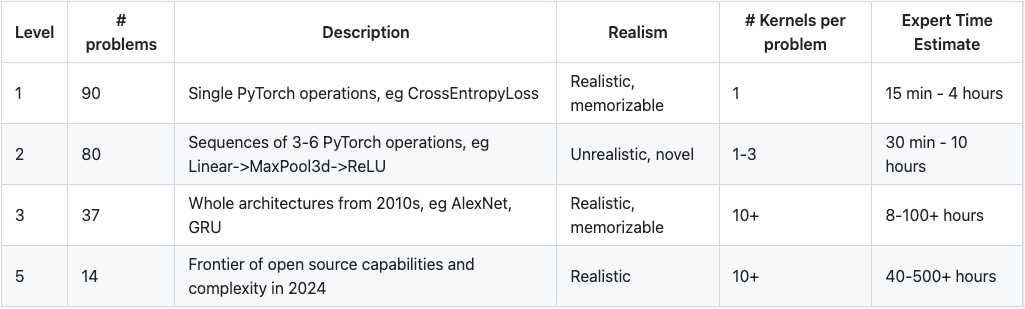 Level
#
problems
Description
Realism
# Kernels per
problem
Expert Time
Estimate
1
90
Single PyTorch operations, eg CrossEntropyLoss
Realistic,
memorizable
1
15 min - 4 hours
2
80
Sequences of 3-6 PyTorch operations, eg
Linear->MaxPool3d->ReLU
Unrealistic, novel
1-3
30 min - 10
hours
3
37
Whole architectures from 2010s, eg AlexNet,
GRU
Realistic,
memorizable
10+
8-100+ hours
5
14
Frontier of open source capabilities and
complexity in 2024
Realistic
10+
40-500+ hours